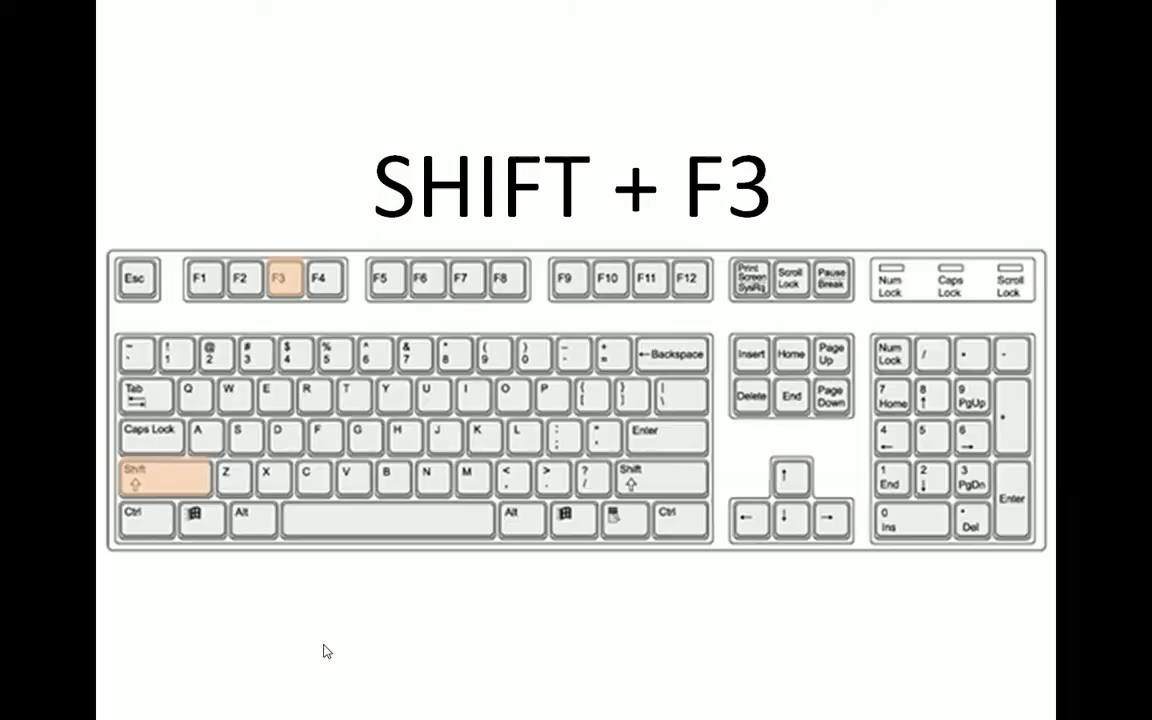 SHIFT + F3
Esc F1 F2 F3 F4 F5 F6 F7 F8 F9 F10 F11 F12 Print Screen SysRq Scroll Lock Pause Break Num Lock Caps Lock Scroll Lock
~ ! @ # $ % ^ & * ( ) _ +
` 1 2 3 4 5 6 7 8 9 0 - = ←Backspace Insert Home Page Up Num Lock / * -
Tab Q W E R T Y U I O P { [ } ] | \ Delete End Page Down 7 Home 8 ↑ 9 PgUp
Caps Lock A S D F G H J K L : ; Enter 4 ← 5 6 →
Shift ⇧ Z X C V B N M < , > . ? / Shift ⇧ ↑ 1 End 2 ↓ 3 PgDn Enter
Ctrl Alt Alt Ctrl ← ↓ → 0 Ins . Del